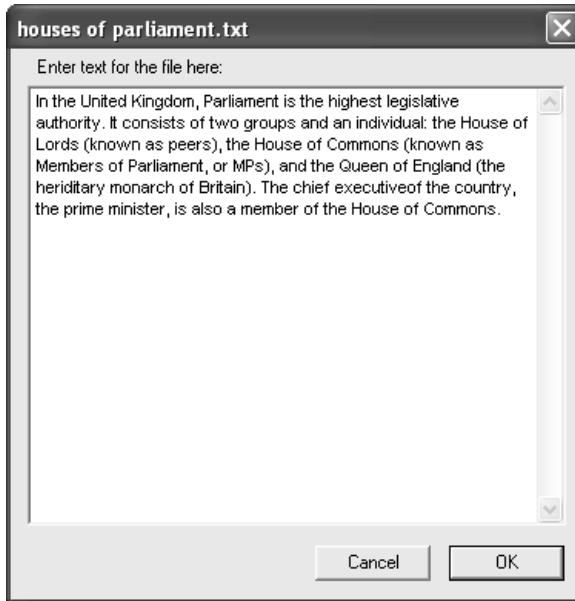 houses of parliament.txt
Enter text for the file here:
In the United Kingdom, Parliament is the highest legislative
authority. It consists of two groups and an individual: the House of
Lords (known as peers), the House of Commons (known as
Members of Parliament, or MPs), and the Queen of England (the
heriditary monarch of Britain). The chief executiveof the country,
the prime minister, is also a member of the House of Commons.
Cancel OK